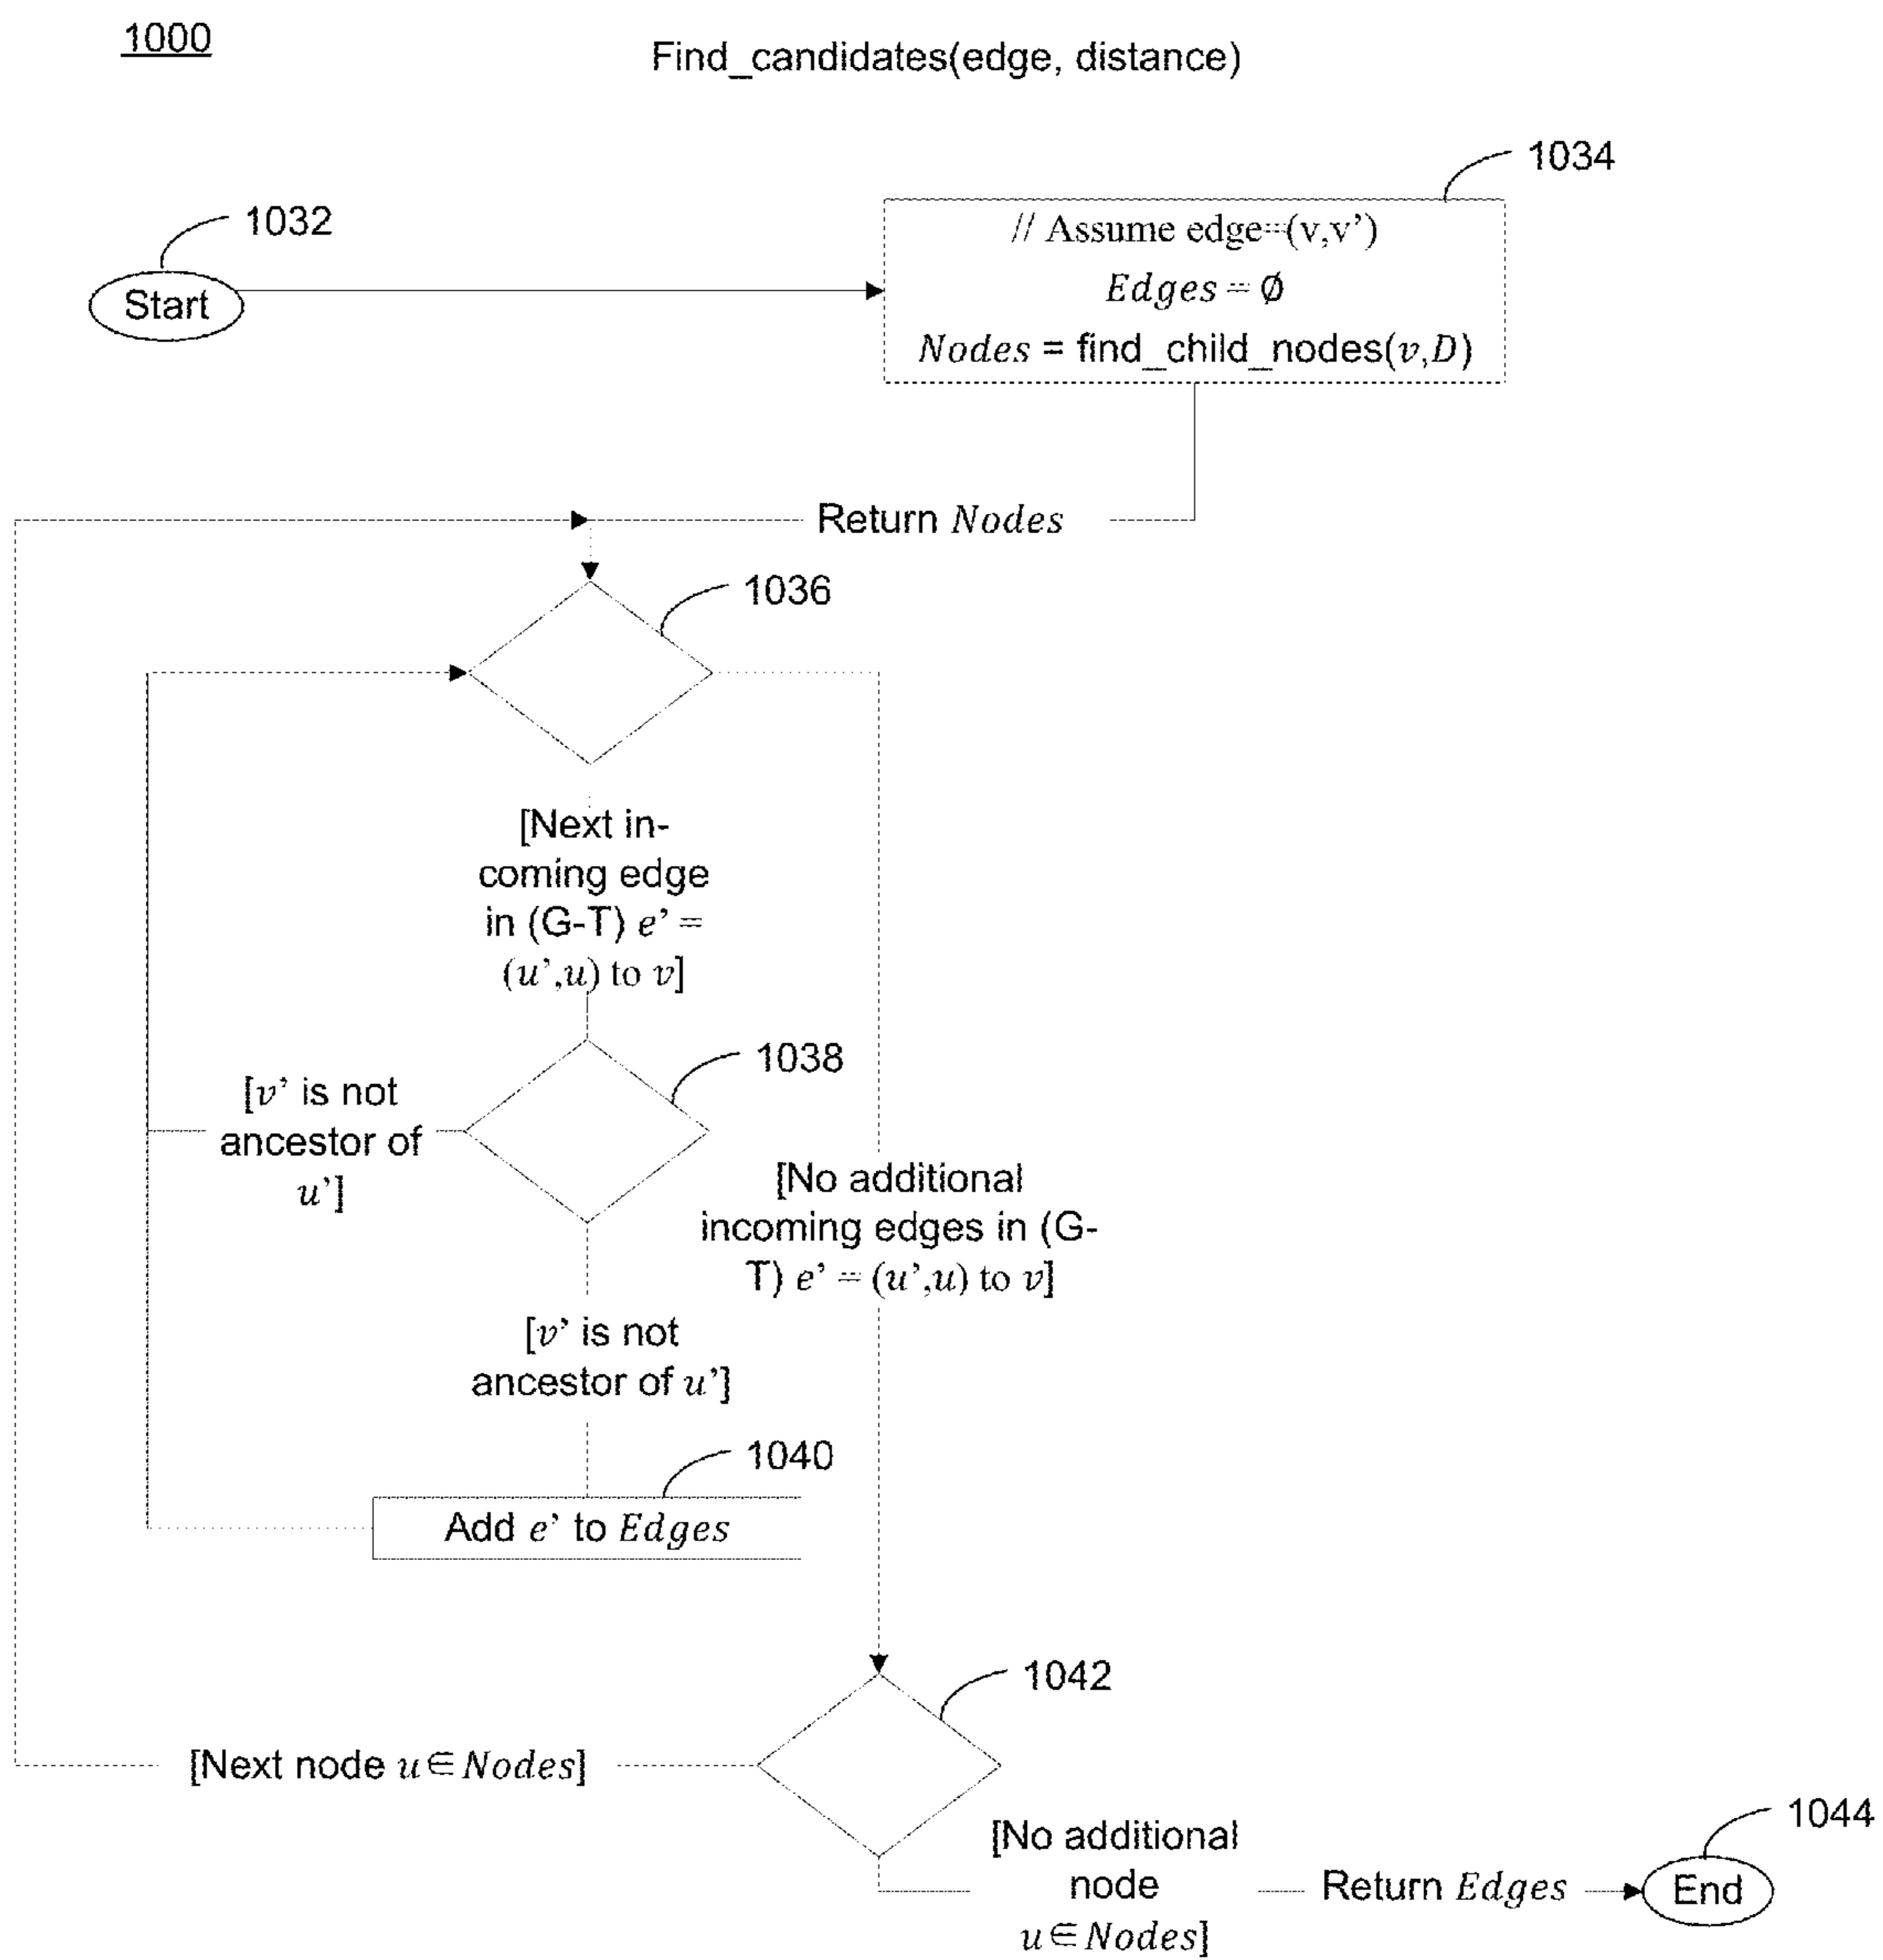 1000
Find_candidates(edge, distance)
1034
1032
// Assume edge=(v,v’)
Start
Edges = ∅
Nodes = find_child_nodes(v,D)
Return Nodes
1036
[Next in-
coming edge
in (G-T) e’ =
(u’,u) to v]
1038
[v’ is not
ancestor of
u’]
[No additional
incoming edges in (G-
T) e’ = (u’,u) to v]
[v’ is not
ancestor of u’]
1040
Add e’ to Edges
1042
[Next node u∈Nodes]
[No additional
node
u∈Nodes]
1044
Return Edges
End